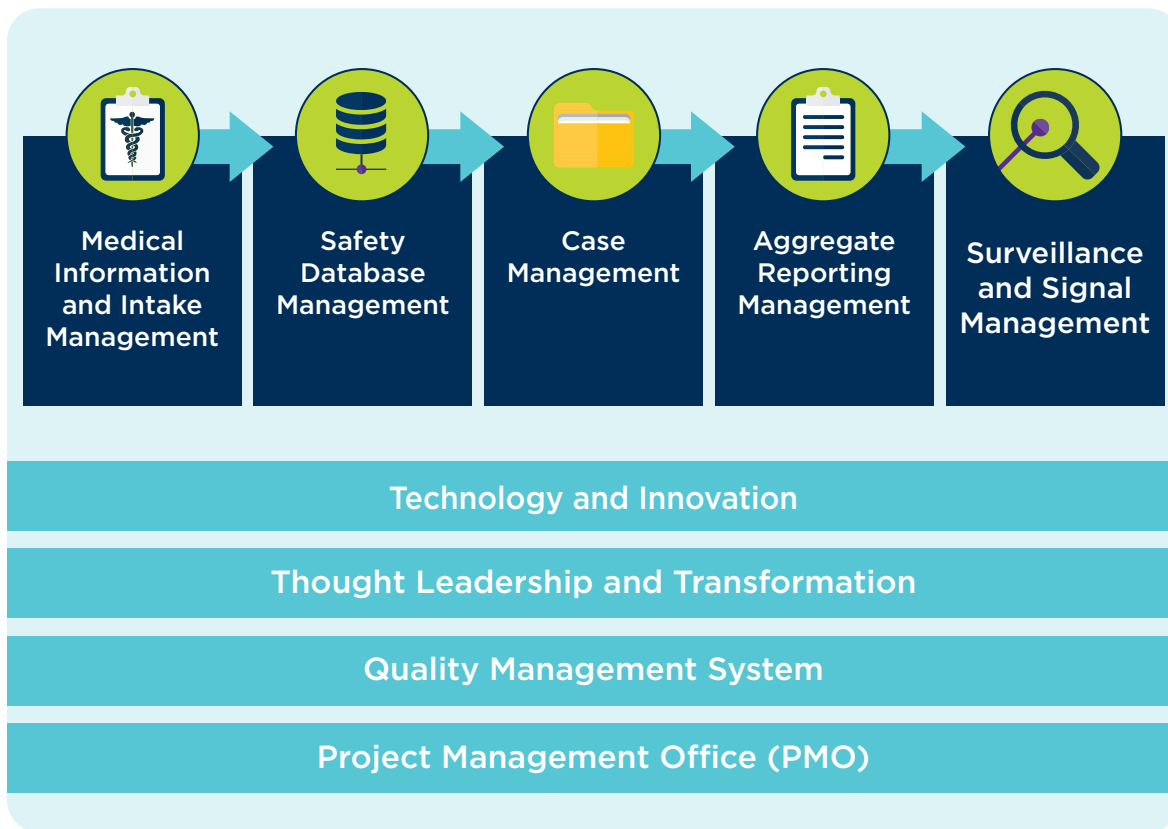 Medical
Information
and Intake
Management
Safety
Database
Management
Case
Management
Aggregate
Reporting
Management
Surveillance
and Signal
Management
Technology and Innovation
Thought Leadership and Transformation
Quality Management System
Project Management Office (PMO)